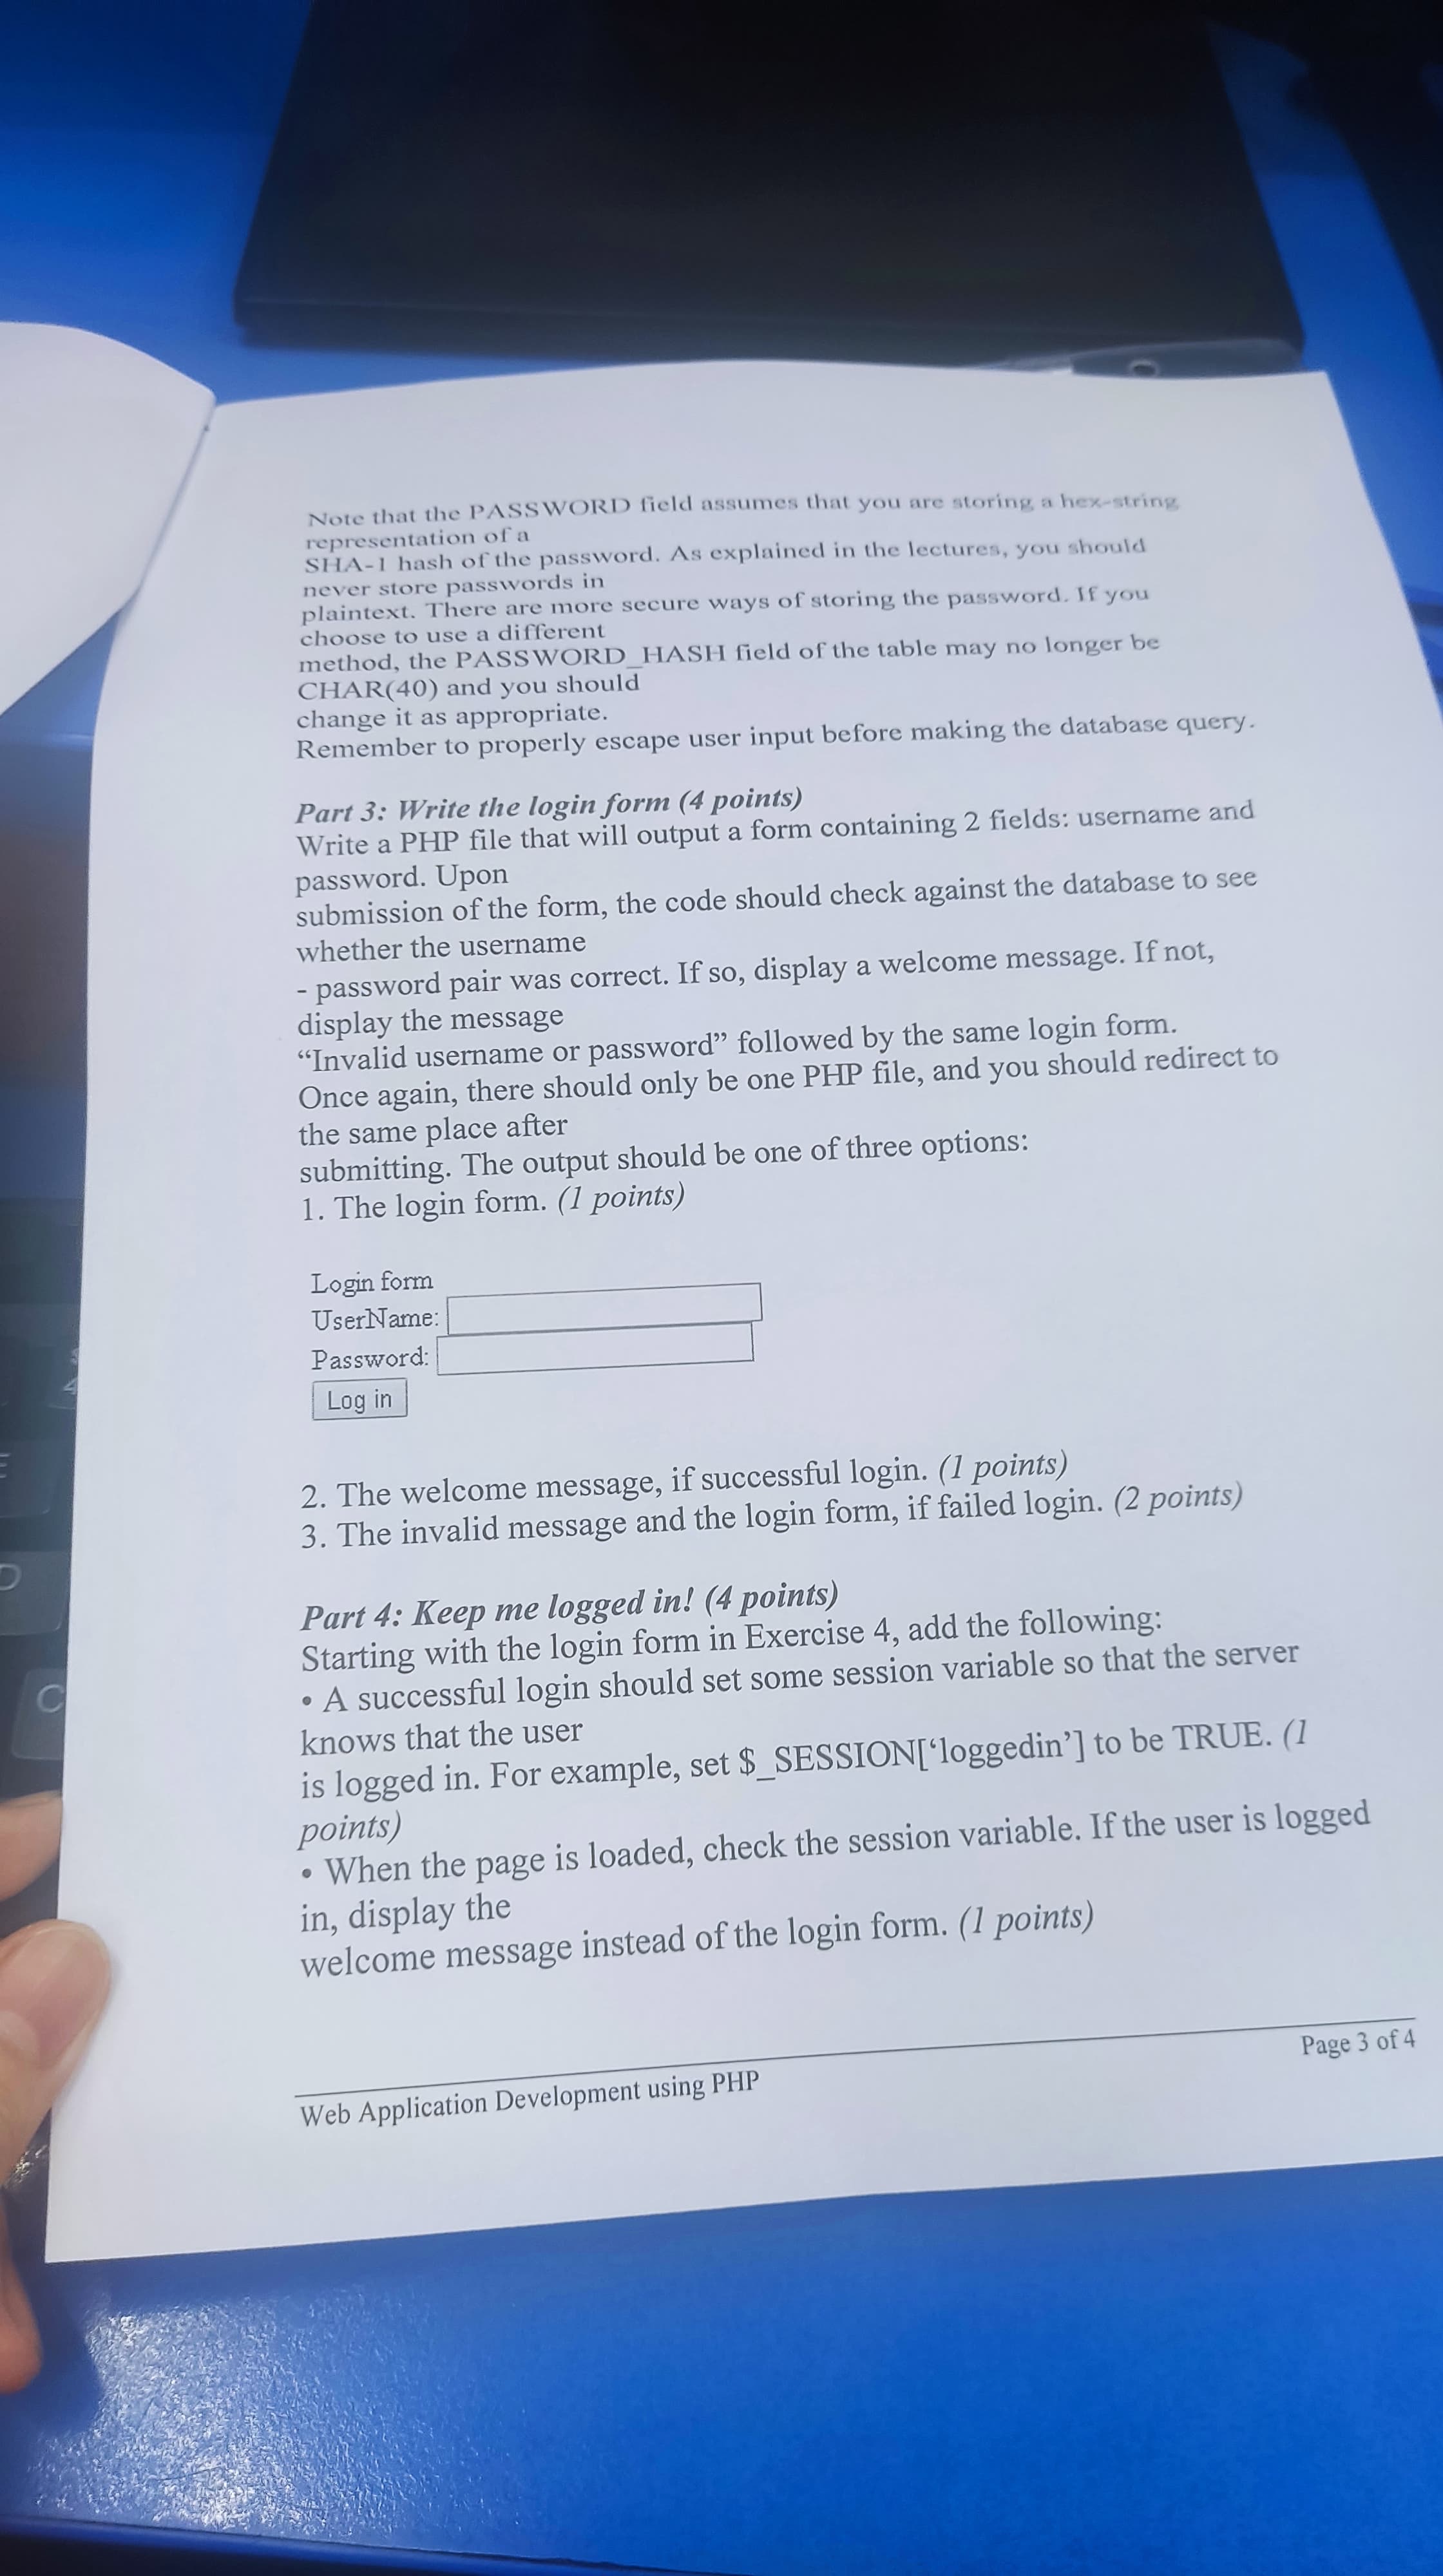 Note that the PASSWORD field assumes that you are storing a hex-string
representation of a
SHA-1 hash of the password. As explained in the lectures, you should
never store passwords in
plaintext. There are more secure ways of storing the password. If you
choose to use a different
method, the PASSWORD_HASH field of the table may no longer be
CHAR(40) and you should
change it as appropriate.
Remember to properly escape user input before making the database query.
Part 3: Write the login form (4 points)
Write a PHP file that will output a form containing 2 fields: username and
password. Upon
submission of the form, the code should check against the database to see
whether the username
- password pair was correct. If so, display a welcome message. If not,
display the message
“Invalid username or password” followed by the same login form.
Once again, there should only be one PHP file, and you should redirect to
the same place after
submitting. The output should be one of three options:
1. The login form. (1 points)
Login form
UserName:
Password:
Log in
2. The welcome message, if successful login. (1 points)
3. The invalid message and the login form, if failed login. (2 points)
Part 4: Keep me logged in! (4 points)
Starting with the login form in Exercise 4, add the following:
• A successful login should set some session variable so that the server
knows that the user
is logged in. For example, set $_SESSION[‘loggedin’] to be TRUE. (1
points)
• When the page is loaded, check the session variable. If the user is logged
in, display the
welcome message instead of the login form. (1 points)
Page 3 of 4
Web Application Development using PHP
C